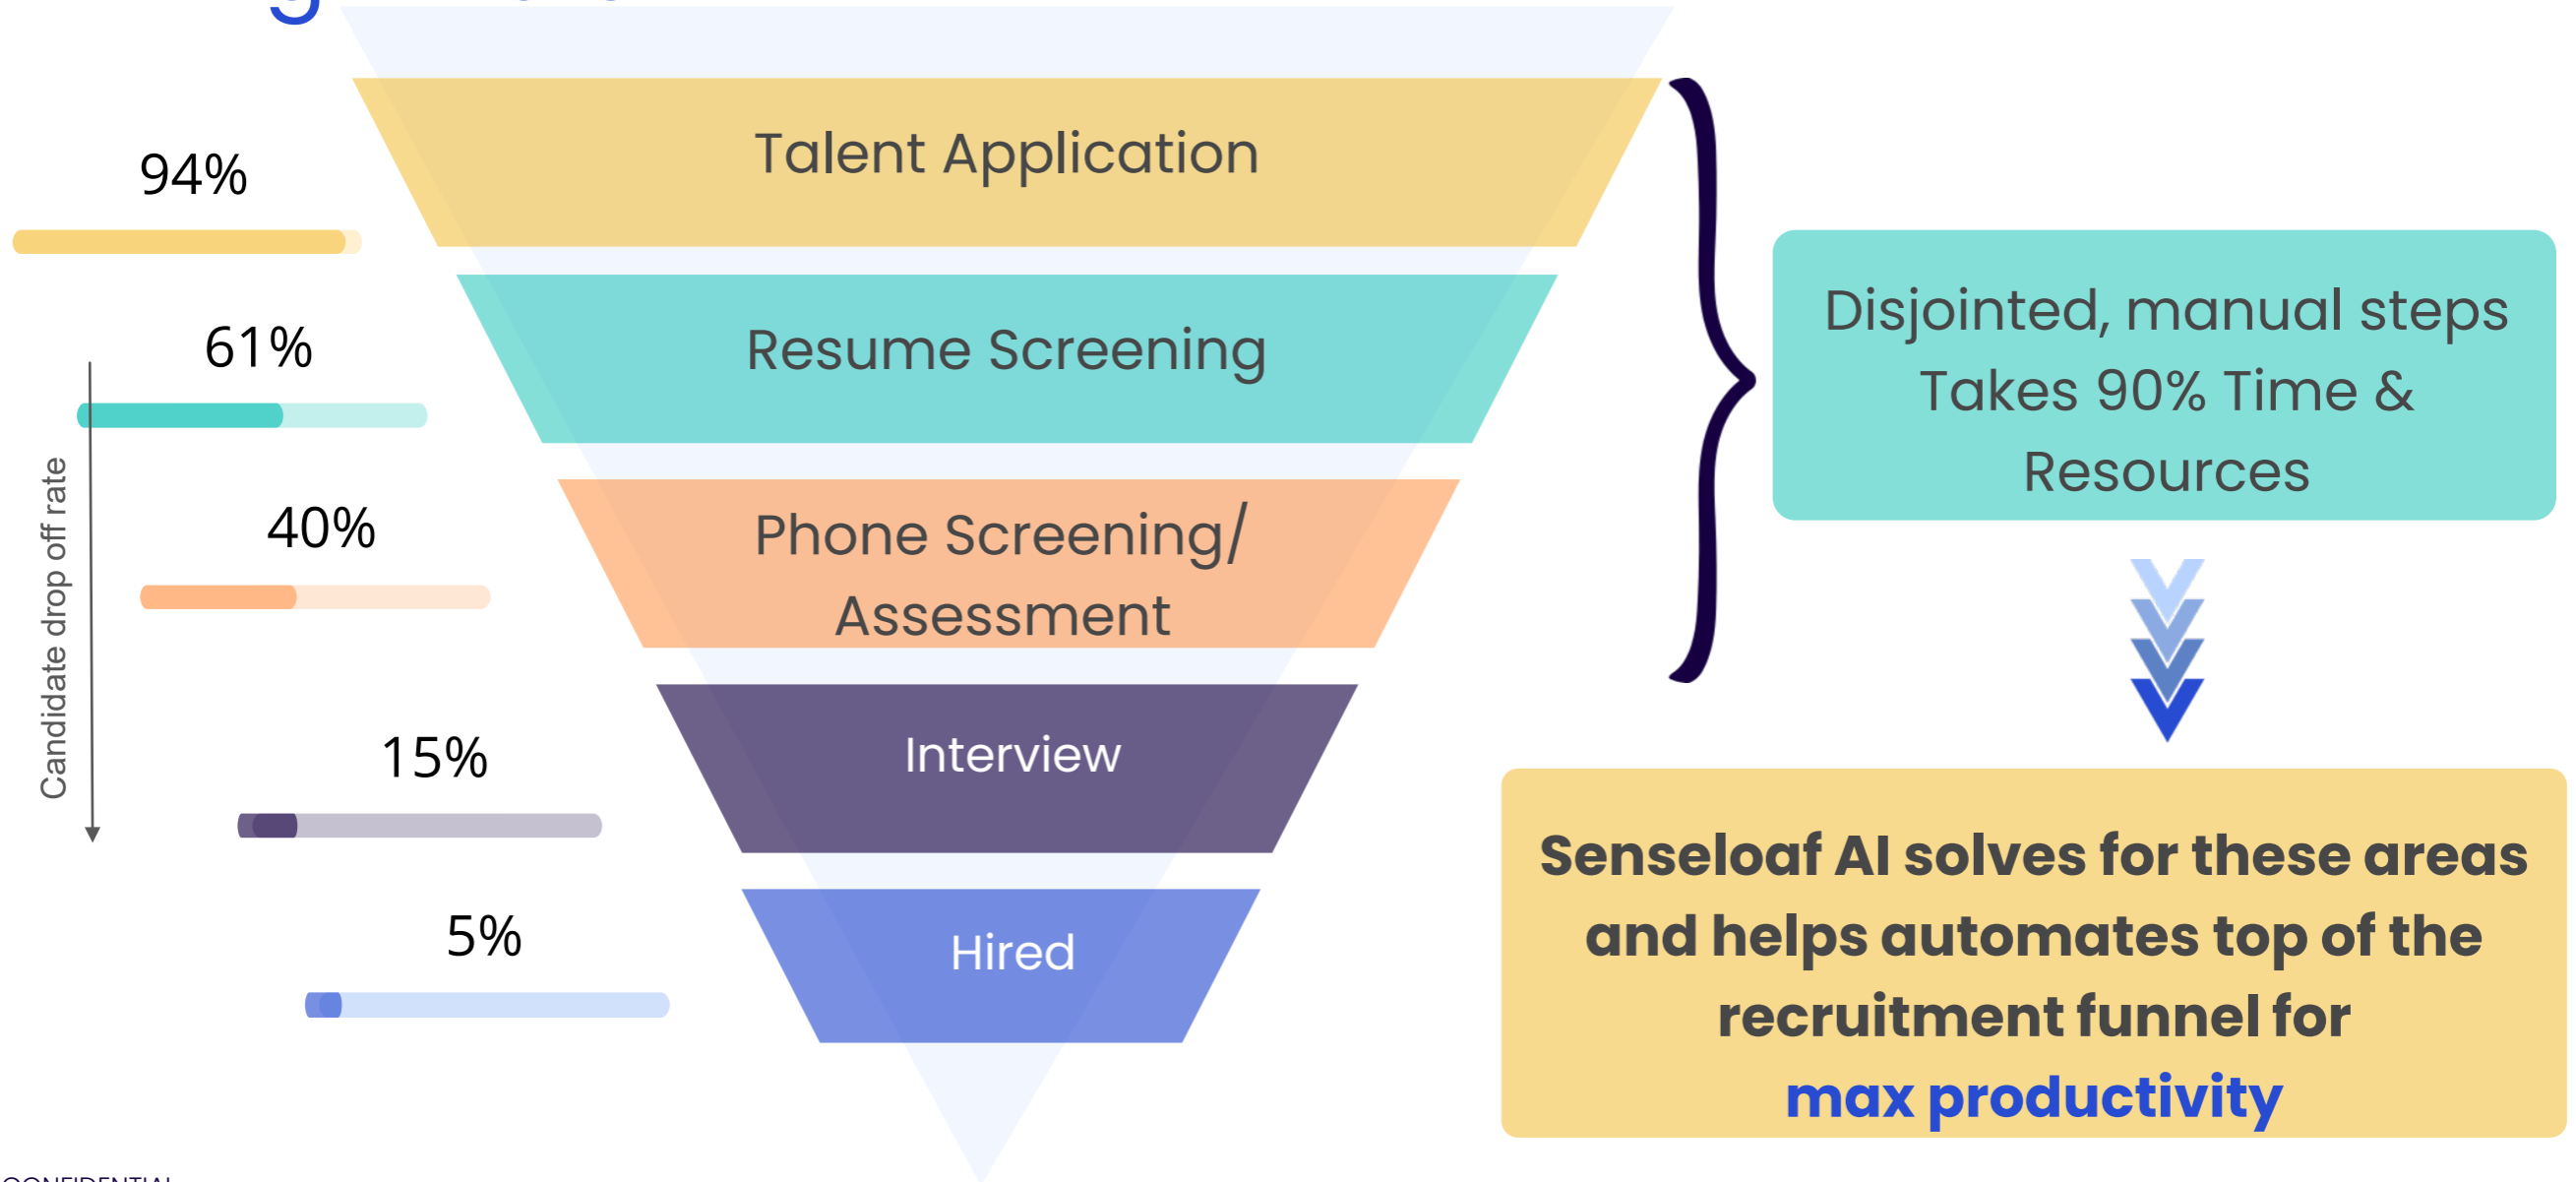 94%
Talent Application
61%
Resume Screening
40%
Phone Screening/
Assessment
15%
Interview
5%
Hired
Candidate drop off rate
Disjointed, manual steps
Takes 90% Time &
Resources
Senseloaf AI solves for these areas
and helps automates top of the
recruitment funnel for
max productivity
CONFIDENTIAL